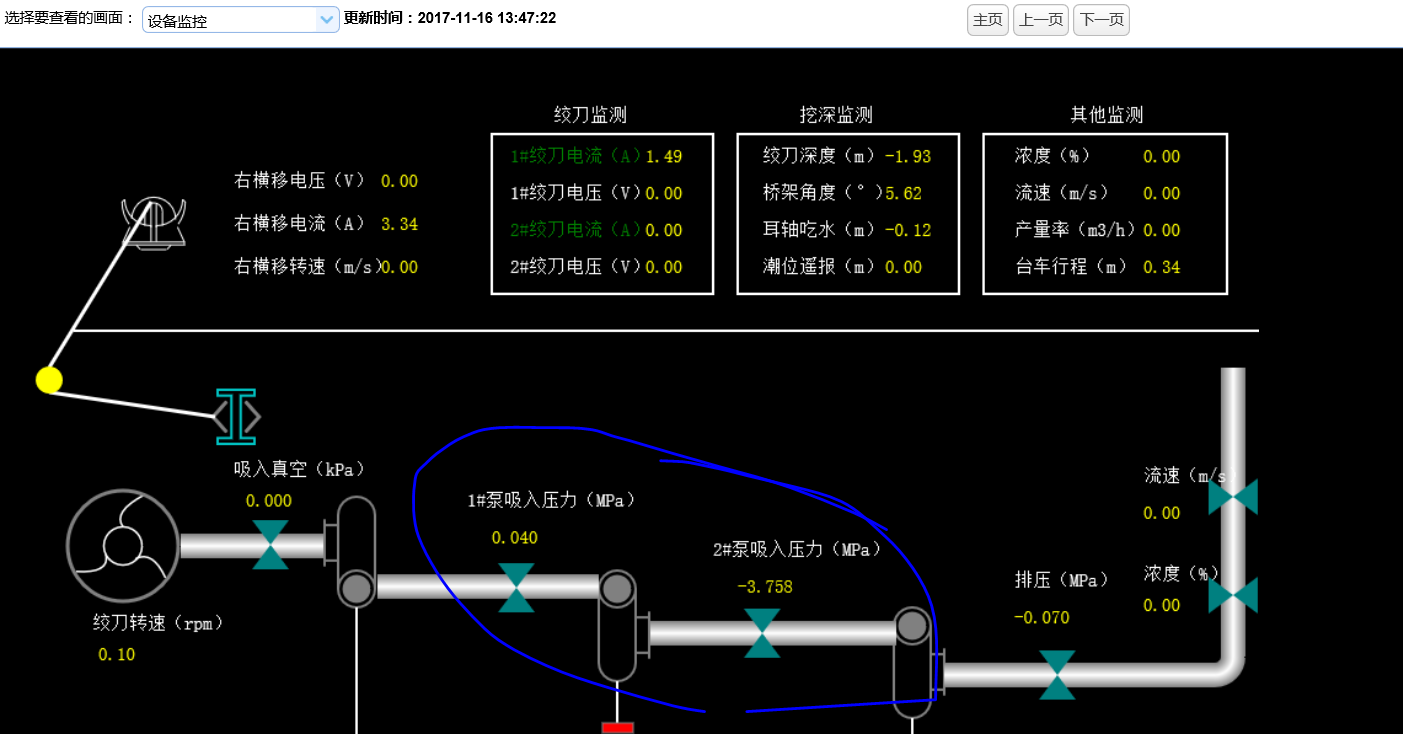 选择要查看的画面： 设备监控 更新时间：2017-11-16 13:47:22 主页 上一页 下一页
绞刀监测 挖深监测 其他监测
右横移电压（V） 0.00
右横移电流（A） 3.34
右横移转速（m/s）0.00
1#绞刀电流（A）1.49
1#绞刀电压（V）0.00
2#绞刀电流（A）0.00
2#绞刀电压（V）0.00
绞刀深度（m）-1.93
桥架角度（°）5.62
耳轴吃水（m）-0.12
潮位遥报（m）0.00
浓度（%） 0.00
流速（m/s） 0.00
产量率（m3/h）0.00
台车行程（m） 0.34
吸入真空（kPa）
0.000
1#泵吸入压力（MPa）
0.040
2#泵吸入压力（MPa）
-3.758
排压（MPa）
-0.070
流速（m/s）
0.00
浓度（%）
0.00
绞刀转速（rpm）
0.10